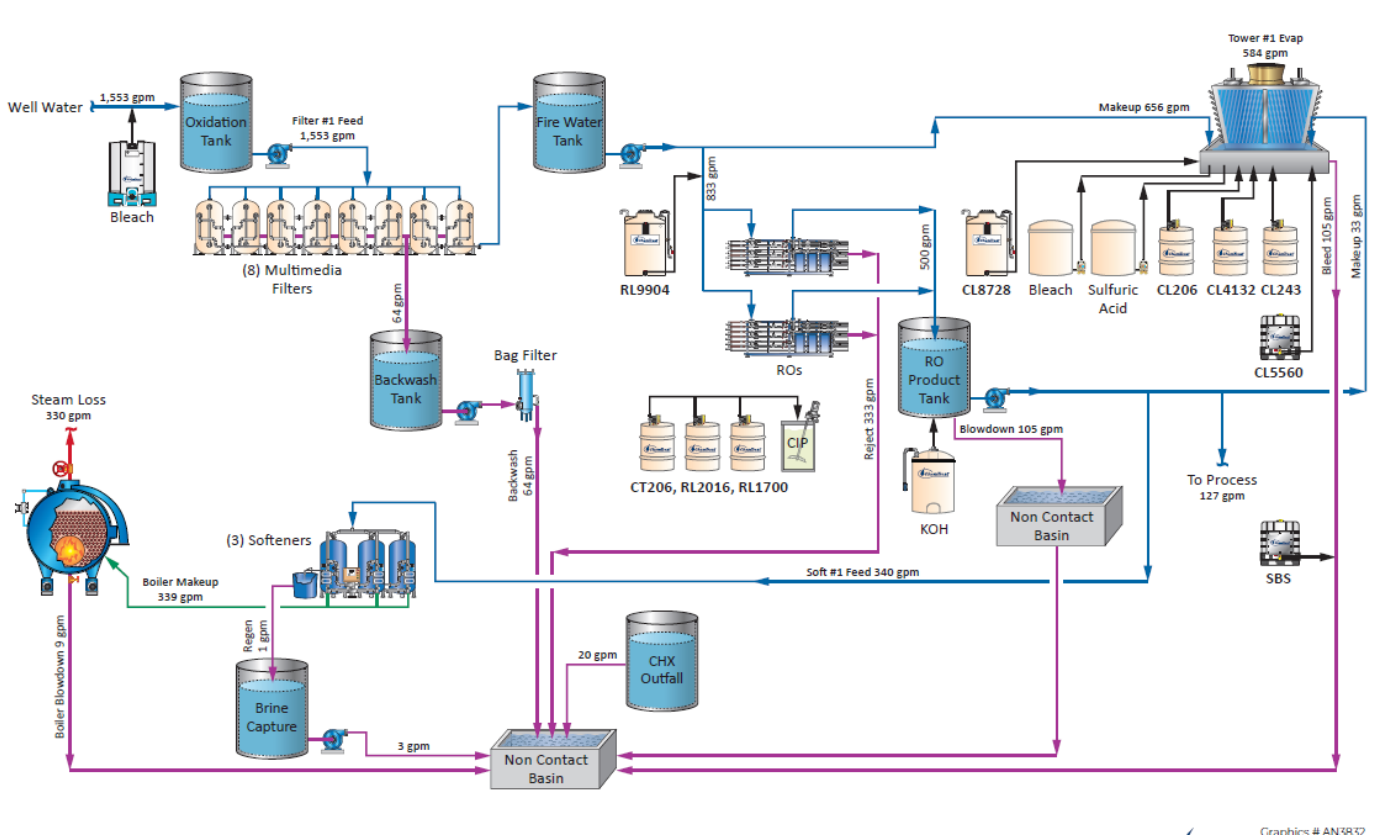 Tower #1 Evap
584 gpm
Well Water
1,553 gpm
Oxidation
Tank
Filter #1 Feed
1,553 gpm
Fire Water
Tank
Makeup 656 gpm
Bleach
(8) Multimedia
Filters
64 gpm
833 gpm
RL9904
500 gpm
CL8728
Bleach
Sulfuric
Acid
CL206
CL4132
CL243
Bleed 105 gpm
Makeup 33 gpm
CL5560
Backwash
Tank
Bag Filter
ROs
Reject 333 gpm
RO
Product
Tank
Blowdown 105 gpm
KOH
CIP
CT206, RL2016, RL1700
Backwash
64 gpm
Non Contact
Basin
To Process
127 gpm
SBS
Steam Loss
330 gpm
(3) Softeners
Soft #1 Feed 340 gpm
Boiler Makeup
339 gpm
Boiler Blowdown 9 gpm
Regen
1 gpm
Brine
Capture
3 gpm
20 gpm
CHX
Outfall
Non Contact
Basin
Graphics # AN3832